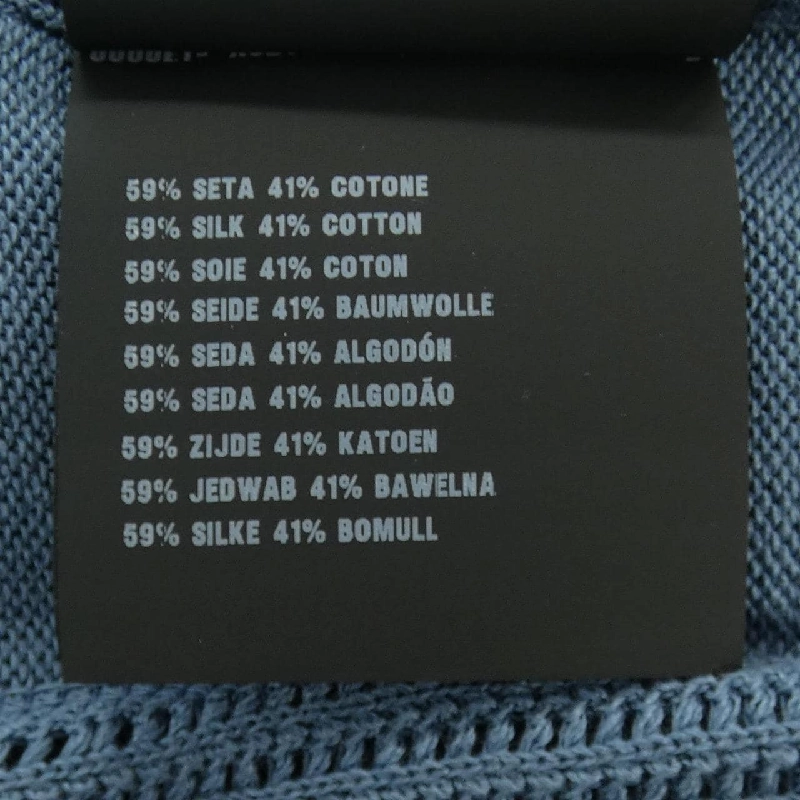 59% SETA 41% COTONE
59% SILK 41% COTTON
59% SOIE 41% COTON
59% SEIDE 41% BAUMWOLLE
59% SEDA 41% ALGODÓN
59% SEDA 41% ALGODÃO
59% ZIJDE 41% KATOEN
59% JEDWAB 41% BAWELNA
59% SILKE 41% BOMULL